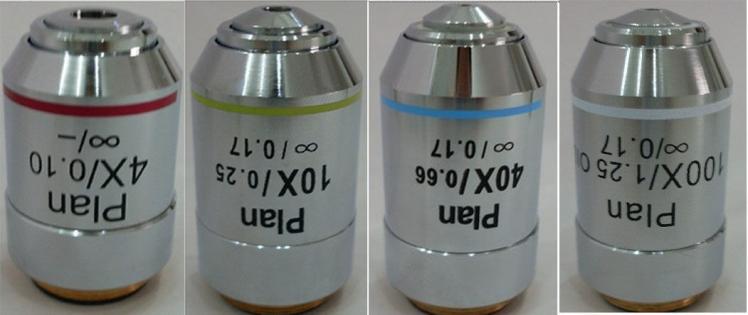 Plan
4X/0.10
∞/–
Plan
10X/0.25
∞/0.17
Plan
40X/0.66
∞/0.17
Plan
100X/1.25
∞/0.17